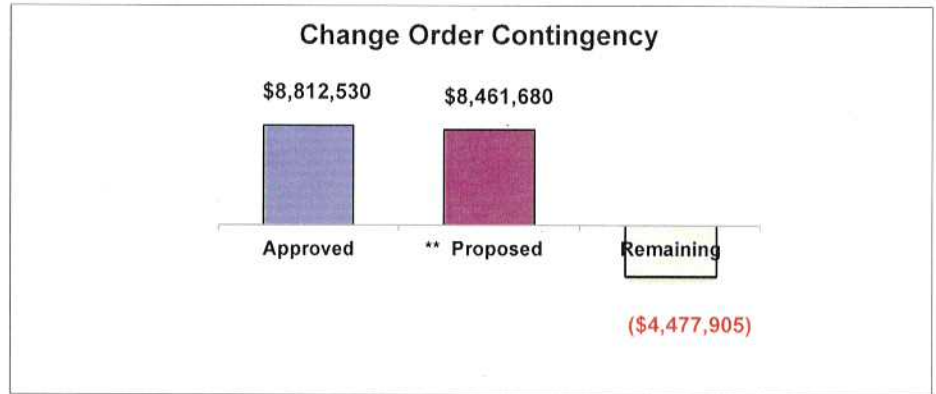 Change Order Contingency
$8,812,530
$8,461,680
Approved
** Proposed
Remaining
($4,477,905)